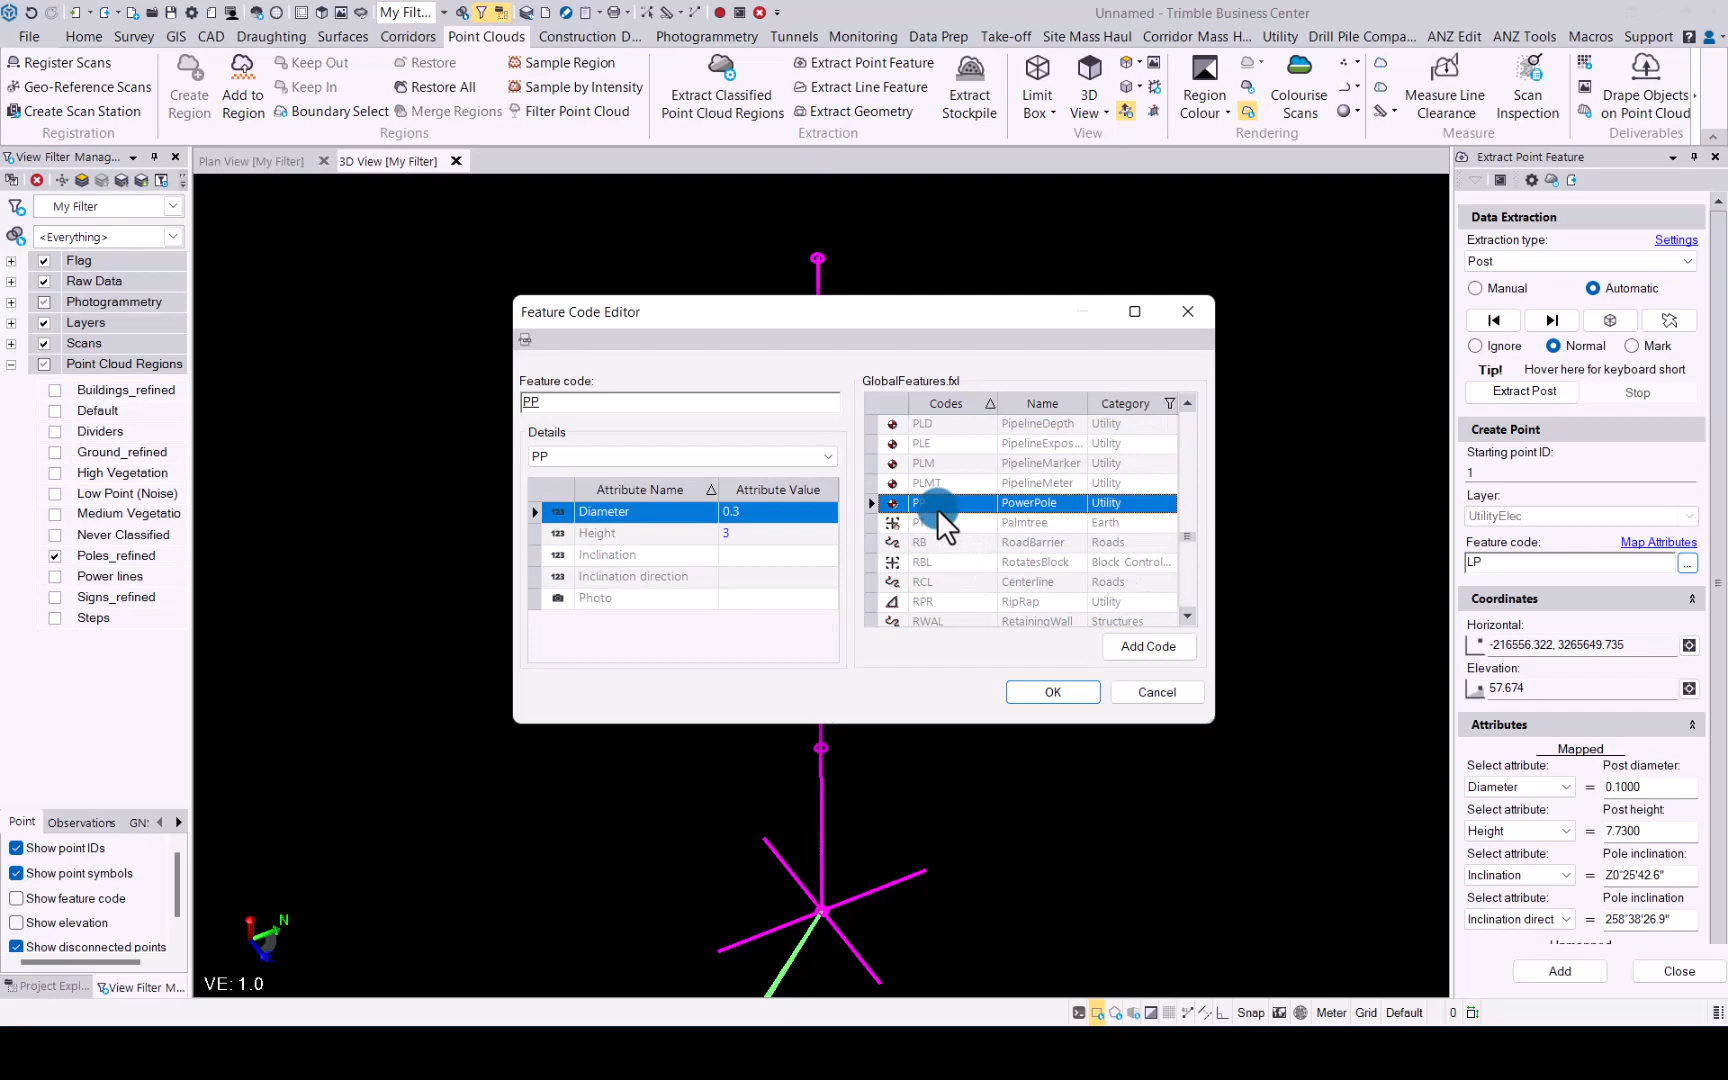 My Filt...
Unnamed - Trimble Business Center
File Home Survey GIS CAD Draughting Surfaces Corridors Point Clouds Construction D... Photogrammetry Tunnels Monitoring Data Prep Take-off Site Mass Haul Corridor Mass H... Utility Drill Pile Compa... ANZ Edit ANZ Tools Macros Support
Register Scans
Geo-Reference Scans
Create Scan Station
Registration
Create Region
Add to Region
Keep Out
Keep In
Boundary Select
Restore
Restore All
Merge Regions
Sample Region
Sample by Intensity
Filter Point Cloud
Regions
Extract Classified Point Cloud Regions
Extract Point Feature
Extract Line Feature
Extract Geometry
Extract Stockpile
Extraction
Limit Box
3D View
View
Region Colour
Colourise Scans
Rendering
Measure Line Clearance
Scan Inspection
Measure
Drape Objects on Point Cloud
Deliverables
View Filter Manag...
Plan View [My Filter]
3D View [My Filter]
My Filter
<Everything>
Flag
Raw Data
Photogrammetry
Layers
Scans
Point Cloud Regions
Buildings_refined
Default
Dividers
Ground_refined
High Vegetation
Low Point (Noise)
Medium Vegetatio
Never Classified
Poles_refined
Power lines
Signs_refined
Steps
Point Observations GN:
Show point IDs
Show point symbols
Show feature code
Show elevation
Show disconnected points
Project Expl... View Filter M...
Feature Code Editor
Feature code:
PP
Details
PP
Attribute Name Attribute Value
123 Diameter 0.3
123 Height 3
123 Inclination
123 Inclination direction
Photo
GlobalFeatures.fxl
Codes Name Category
PLD PipelineDepth Utility
PLE PipelineExpos... Utility
PLM PipelineMarker Utility
PLMT PipelineMeter Utility
PowerPole Utility
Palmtree Earth
RB RoadBarrier Roads
RBL RotatesBlock Block Control...
RCL Centerline Roads
RPR RipRap Utility
RWAL RetainingWall Structures
Add Code
OK Cancel
N
VE: 1.0
Extract Point Feature
Data Extraction
Extraction type: Settings
Post
Manual Automatic
Ignore Normal Mark
Tip! Hover here for keyboard short
Extract Post Stop
Create Point
Starting point ID:
1
Layer:
UtilityElec
Feature code: Map Attributes
LP ...
Coordinates
Horizontal:
-216556.322, 3265649.735
Elevation:
57.674
Attributes
Mapped
Select attribute: Post diameter:
Diameter = 0.1000
Select attribute: Post height:
Height = 7.7300
Select attribute: Pole inclination:
Inclination = Z0°25'42.6"
Select attribute: Pole inclination
Inclination direct = 258°38'26.9"
Add Close
Snap Meter Grid Default 0